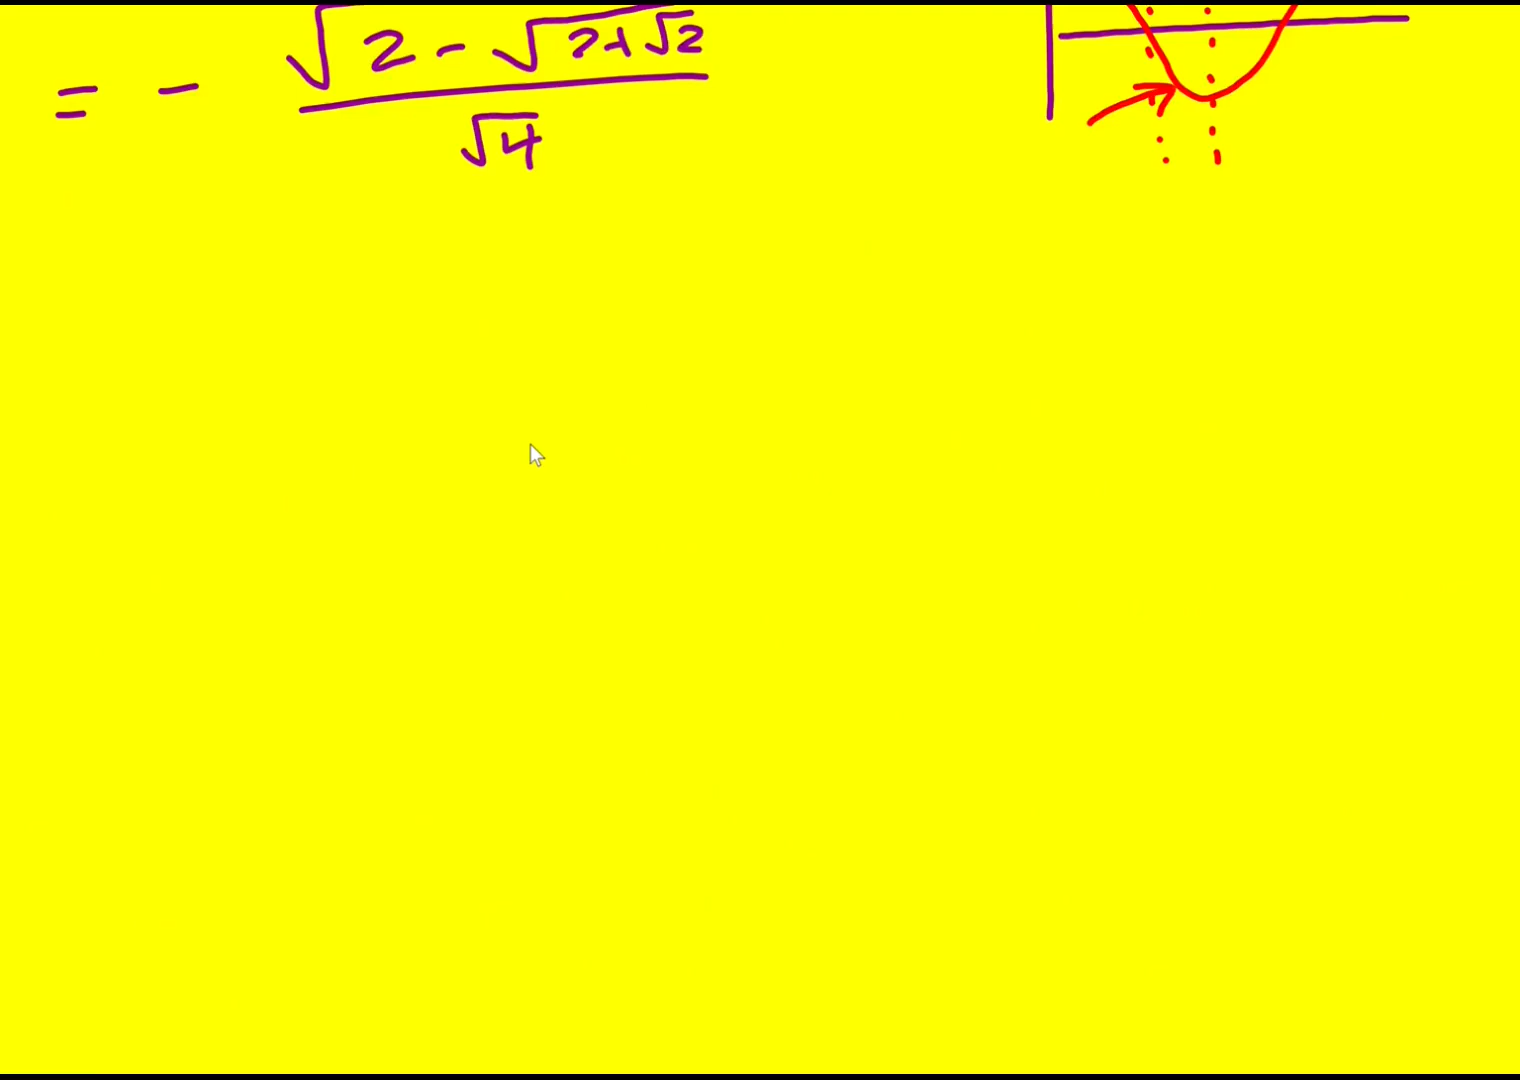 = - √(2 - √(2+√2)) / √4